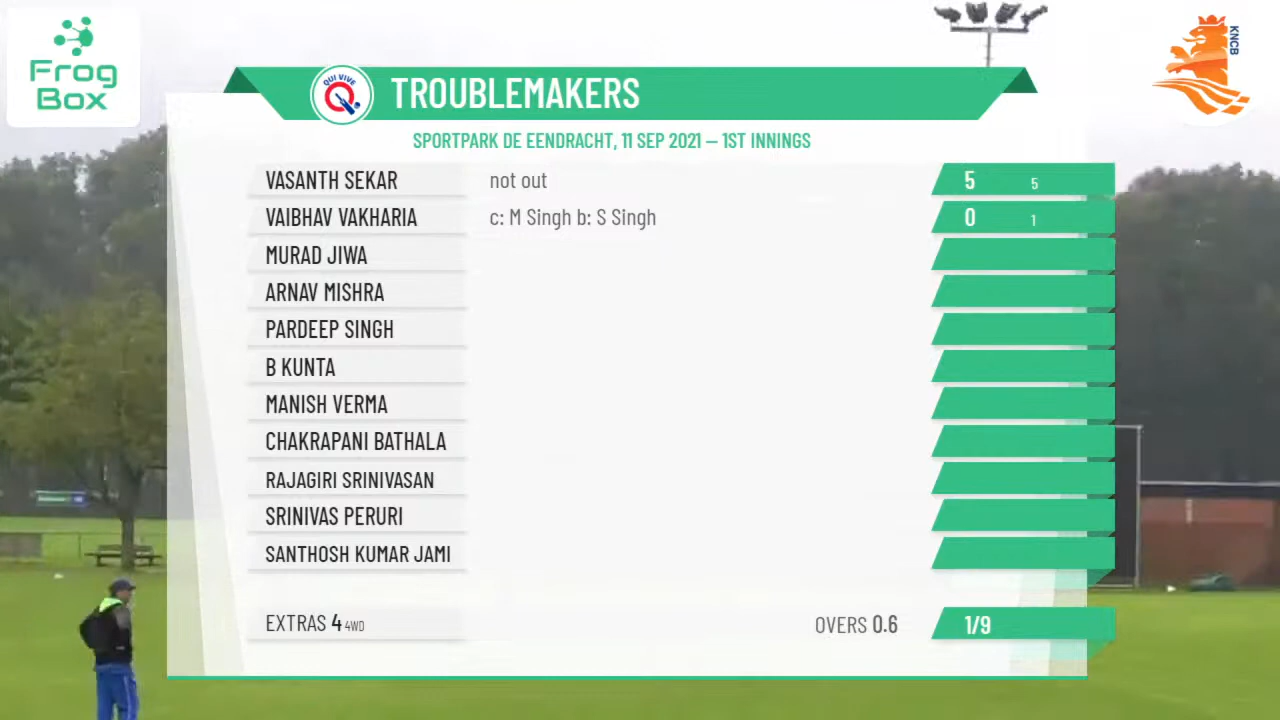 Frog
Box
QUI VIVE
TROUBLEMAKERS
KNCB
SPORTPARK DE EENDRACHT, 11 SEP 2021 – 1ST INNINGS
VASANTH SEKAR not out 5 5
VAIBHAV VAKHARIA c: M Singh b: S Singh 0 1
MURAD JIWA
ARNAV MISHRA
PARDEEP SINGH
B KUNTA
MANISH VERMA
CHAKRAPANI BATHALA
RAJAGIRI SRINIVASAN
SRINIVAS PERURI
SANTHOSH KUMAR JAMI
EXTRAS 4 4WD OVERS 0.6 1/9